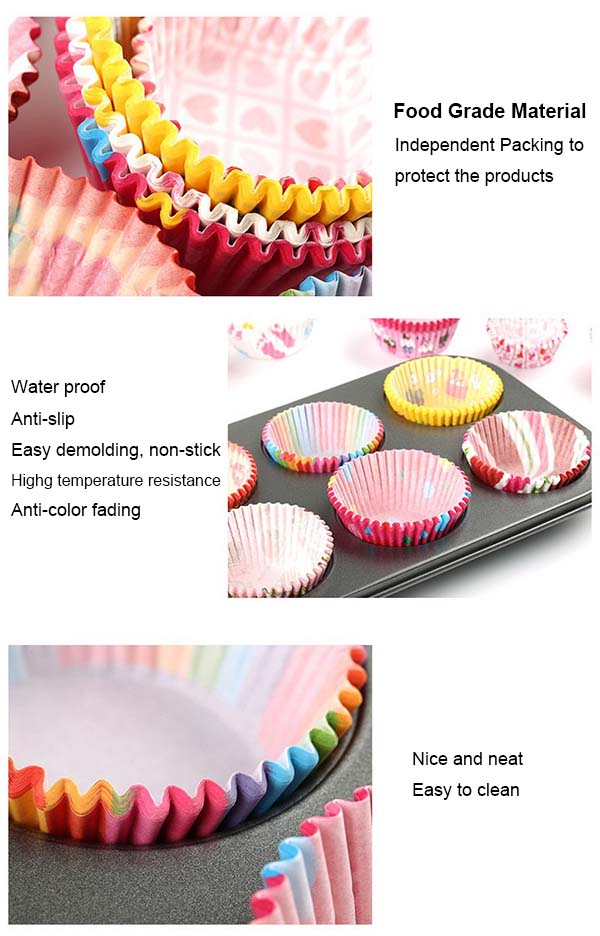 Food Grade Material
Independent Packing to
protect the products
Water proof
Anti-slip
Easy demolding, non-stick
Highg temperature resistance
Anti-color fading
Nice and neat
Easy to clean